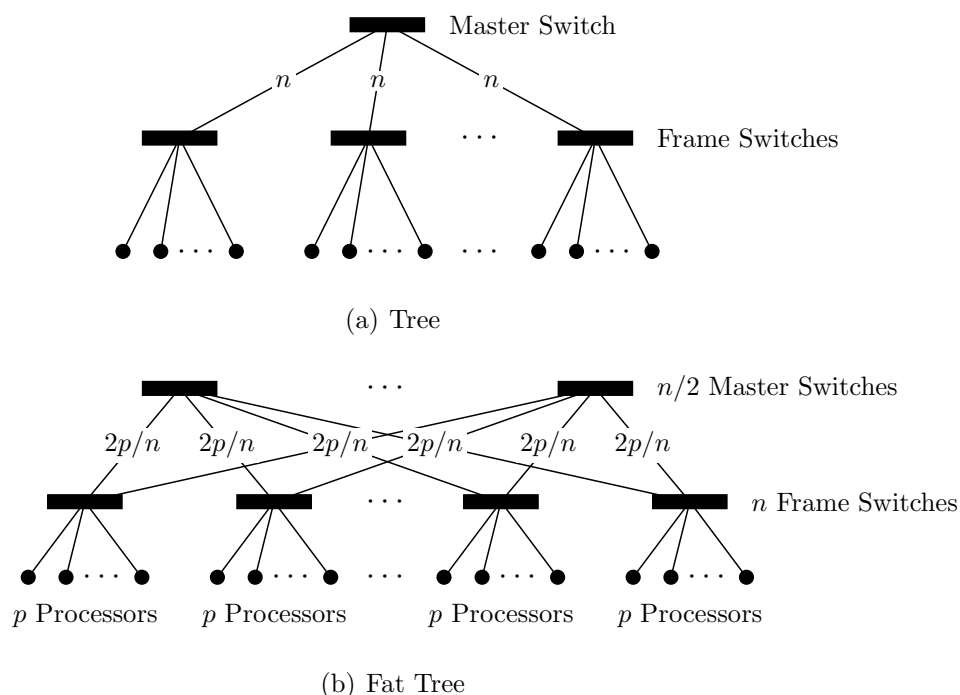 Master Switch
n n n
· · · Frame Switches
· · · · · · · · · · · ·
(a) Tree
· · · n/2 Master Switches
2p/n 2p/n 2p/n 2p/n 2p/n 2p/n
· · · n Frame Switches
· · · · · · · · · · · · · · ·
p Processors p Processors p Processors p Processors
(b) Fat Tree